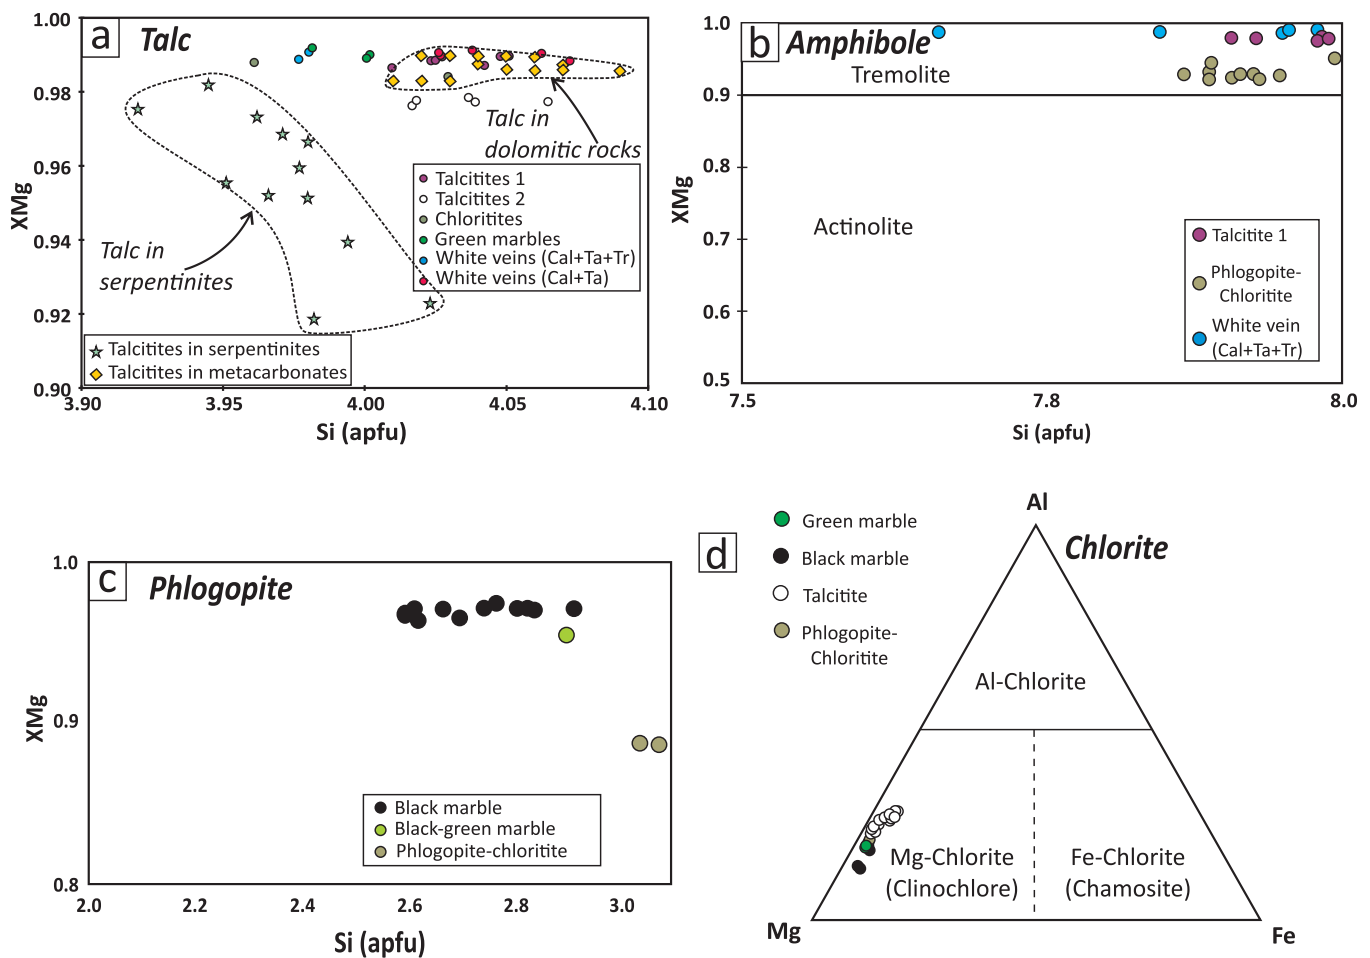 1.00
0.98
0.96
0.94
0.92
0.90
XMg
a
Talc
Talc in
dolomitic rocks
Talcitites 1
Talcitites 2
Chloritites
Green marbles
White veins (Cal+Ta+Tr)
White veins (Cal+Ta)
Talc in
serpentinites
Talcitites in serpentinites
Talcitites in metacarbonates
3.90
3.95
4.00
4.05
4.10
Si (apfu)
1.0
0.9
0.8
0.7
0.6
0.5
XMg
b
Amphibole
Tremolite
Actinolite
Talcitite 1
Phlogopite-
Chloritite
White vein
(Cal+Ta+Tr)
7.5
7.8
8.0
Si (apfu)
1.0
0.9
0.8
XMg
c
Phlogopite
Black marble
Black-green marble
Phlogopite-chloritite
2.0
2.2
2.4
2.6
2.8
3.0
Si (apfu)
d
Green marble
Black marble
Talcitite
Phlogopite-
Chloritite
Al
Chlorite
Al-Chlorite
Mg-Chlorite
(Clinochlore)
Fe-Chlorite
(Chamosite)
Mg
Fe